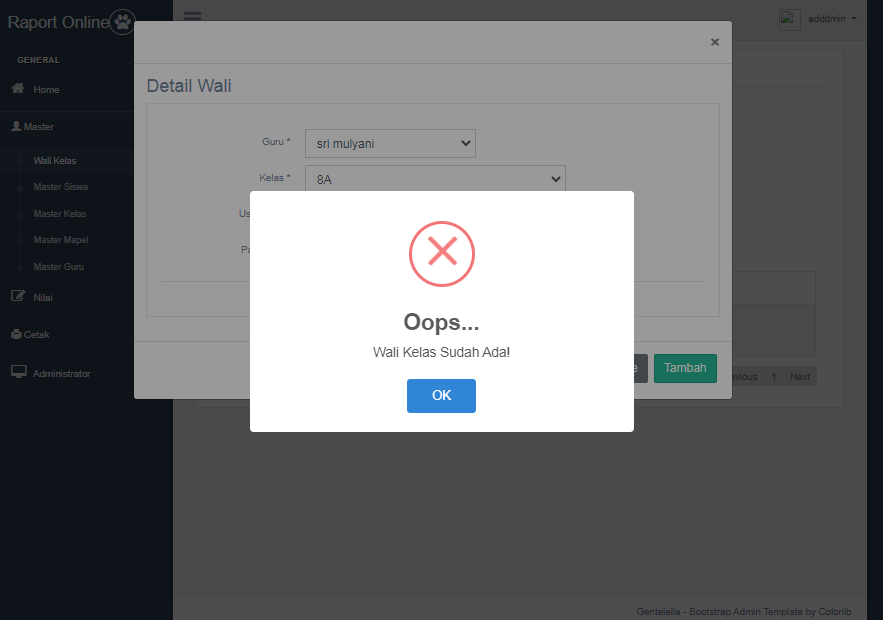 Raport Online
adddmin
×
GENERAL
Home
Master
Wali Kelas
Master Siswa
Master Kelas
Master Mapel
Master Guru
Nilai
Cetak
Administrator
Detail Wali
Guru *
sri mulyani
Kelas *
8A
Us
Pa
Oops...
Wali Kelas Sudah Ada!
OK
e
Tambah
evious 1 Next
Gentelella - Bootstrap Admin Template by Colorlib